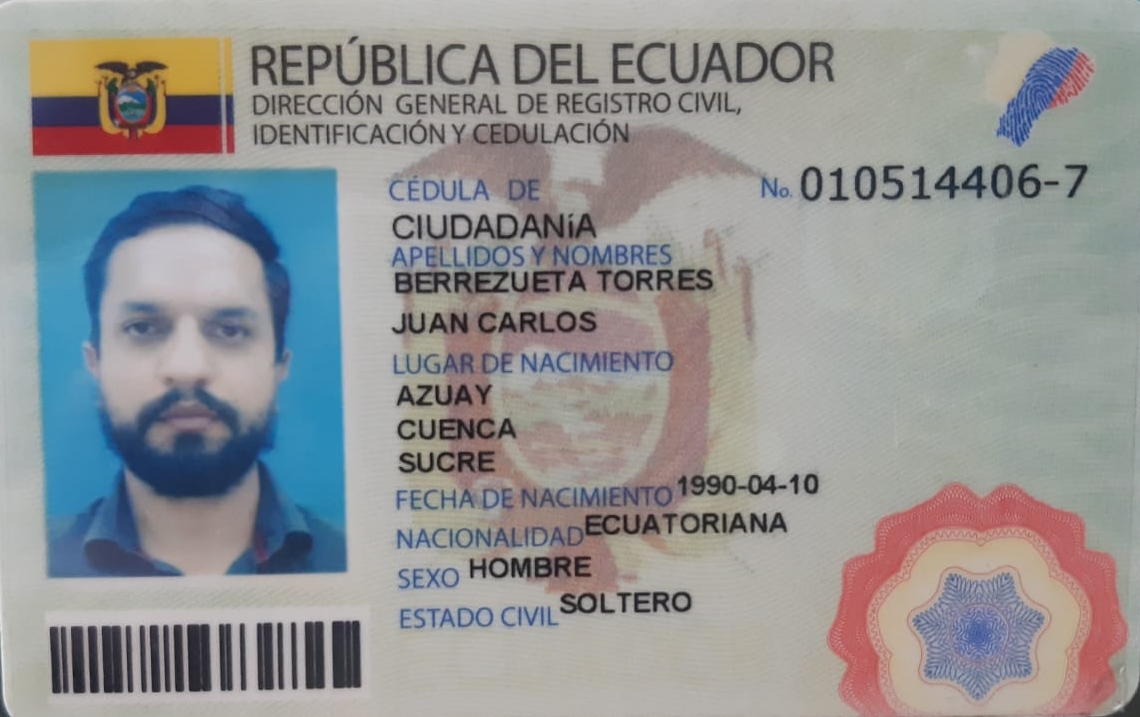 REPÚBLICA DEL ECUADOR
DIRECCIÓN GENERAL DE REGISTRO CIVIL,
IDENTIFICACIÓN Y CEDULACIÓN
CÉDULA DE No. 010514406-7
CIUDADANíA
APELLIDOS Y NOMBRES
BERREZUETA TORRES
JUAN CARLOS
LUGAR DE NACIMIENTO
AZUAY
CUENCA
SUCRE
FECHA DE NACIMIENTO 1990-04-10
NACIONALIDAD ECUATORIANA
SEXO HOMBRE
ESTADO CIVIL SOLTERO